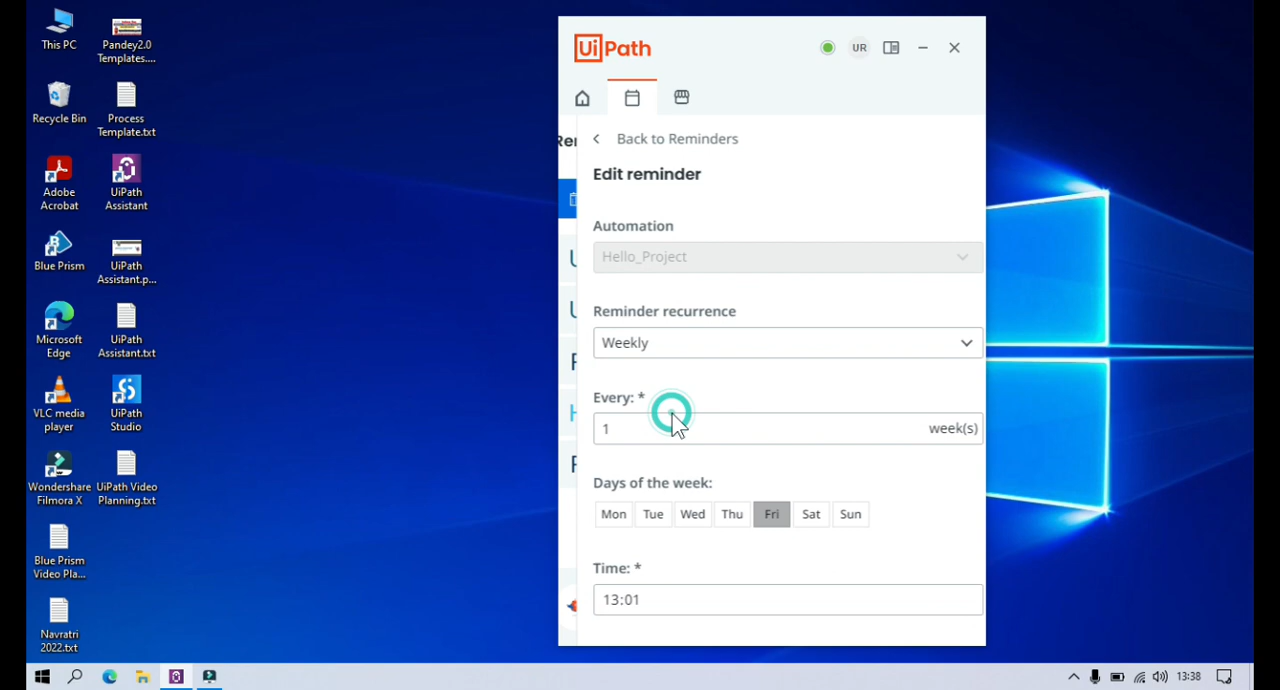 This PC
Pandey2.0
Templates....
Recycle Bin
Process
Template.txt
Adobe
Acrobat
UiPath
Assistant
Blue Prism
UiPath
Assistant.p...
Microsoft
Edge
UiPath
Assistant.txt
VLC media
player
UiPath
Studio
Wondershare
Filmora X
UiPath Video
Planning.txt
Blue Prism
Video Pla...
Navratri
2022.txt
UiPath
UR
Rer
Back to Reminders
Edit reminder
Automation
Hello_Project
Reminder recurrence
Weekly
Every: *
1
week(s)
Days of the week:
Mon Tue Wed Thu Fri Sat Sun
Time: *
13:01
13:38